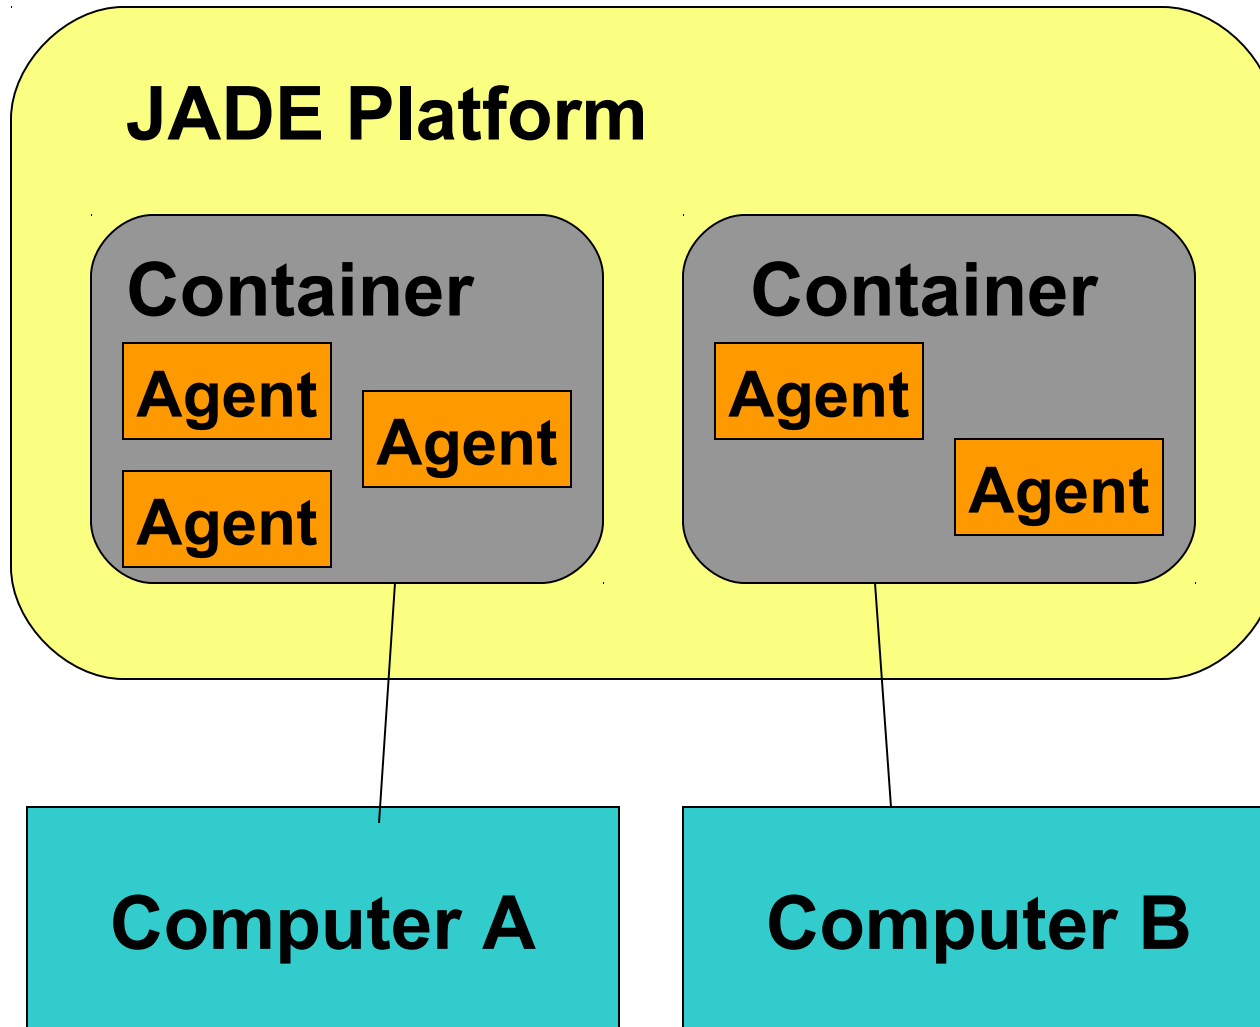 JADE Platform
Container
Agent
Agent
Agent
Container
Agent
Agent
Computer A
Computer B